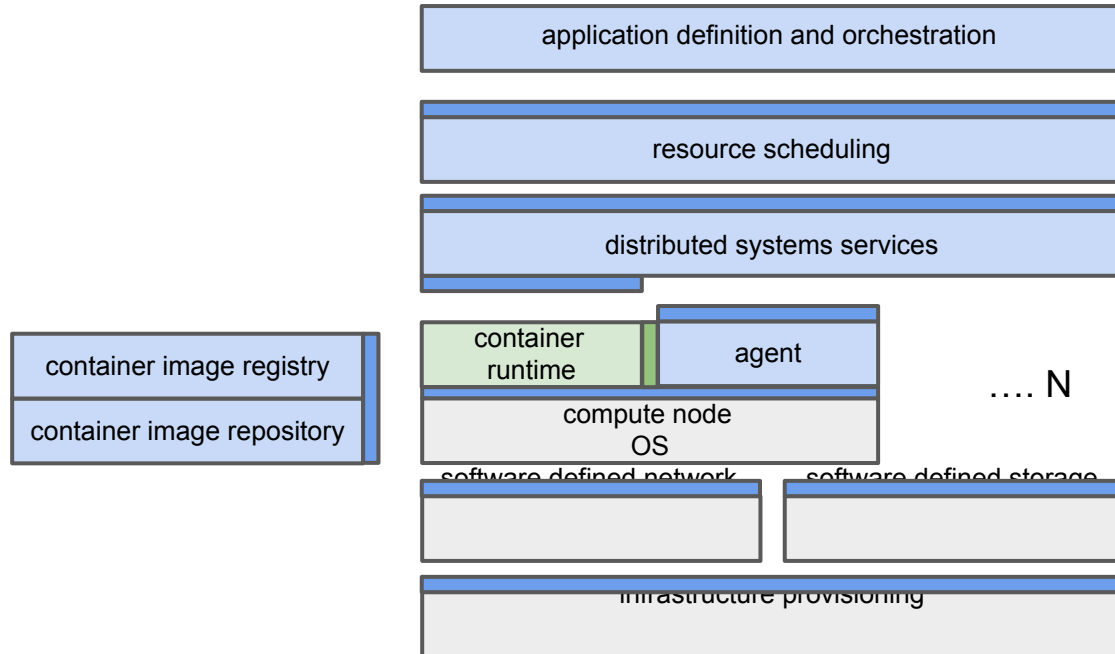 application definition and orchestration
resource scheduling
distributed systems services
container image registry
container image repository
container
runtime
agent
.... N
compute node
OS
software defined network
software defined storage
infrastructure provisioning